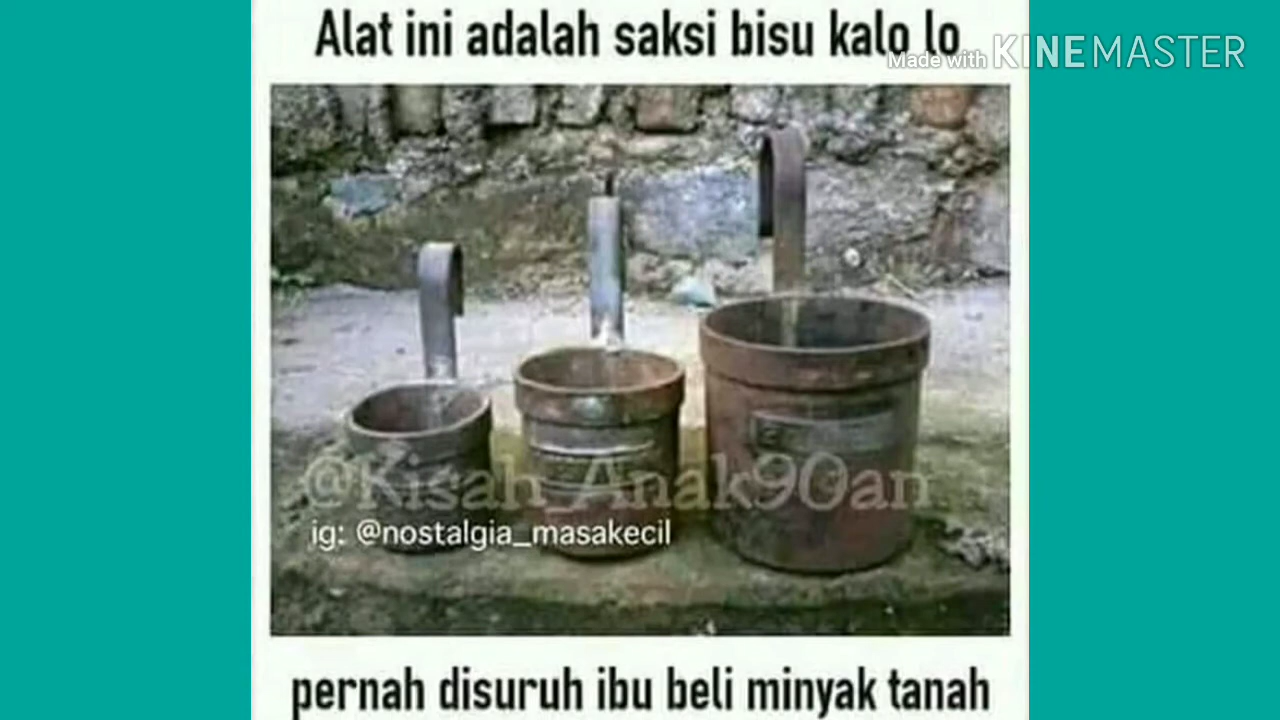 Alat ini adalah saksi bisu kalo lo
Made with KINEMASTER
@Kisah_Anak90an
ig: @nostalgia_masakecil
pernah disuruh ibu beli minyak tanah